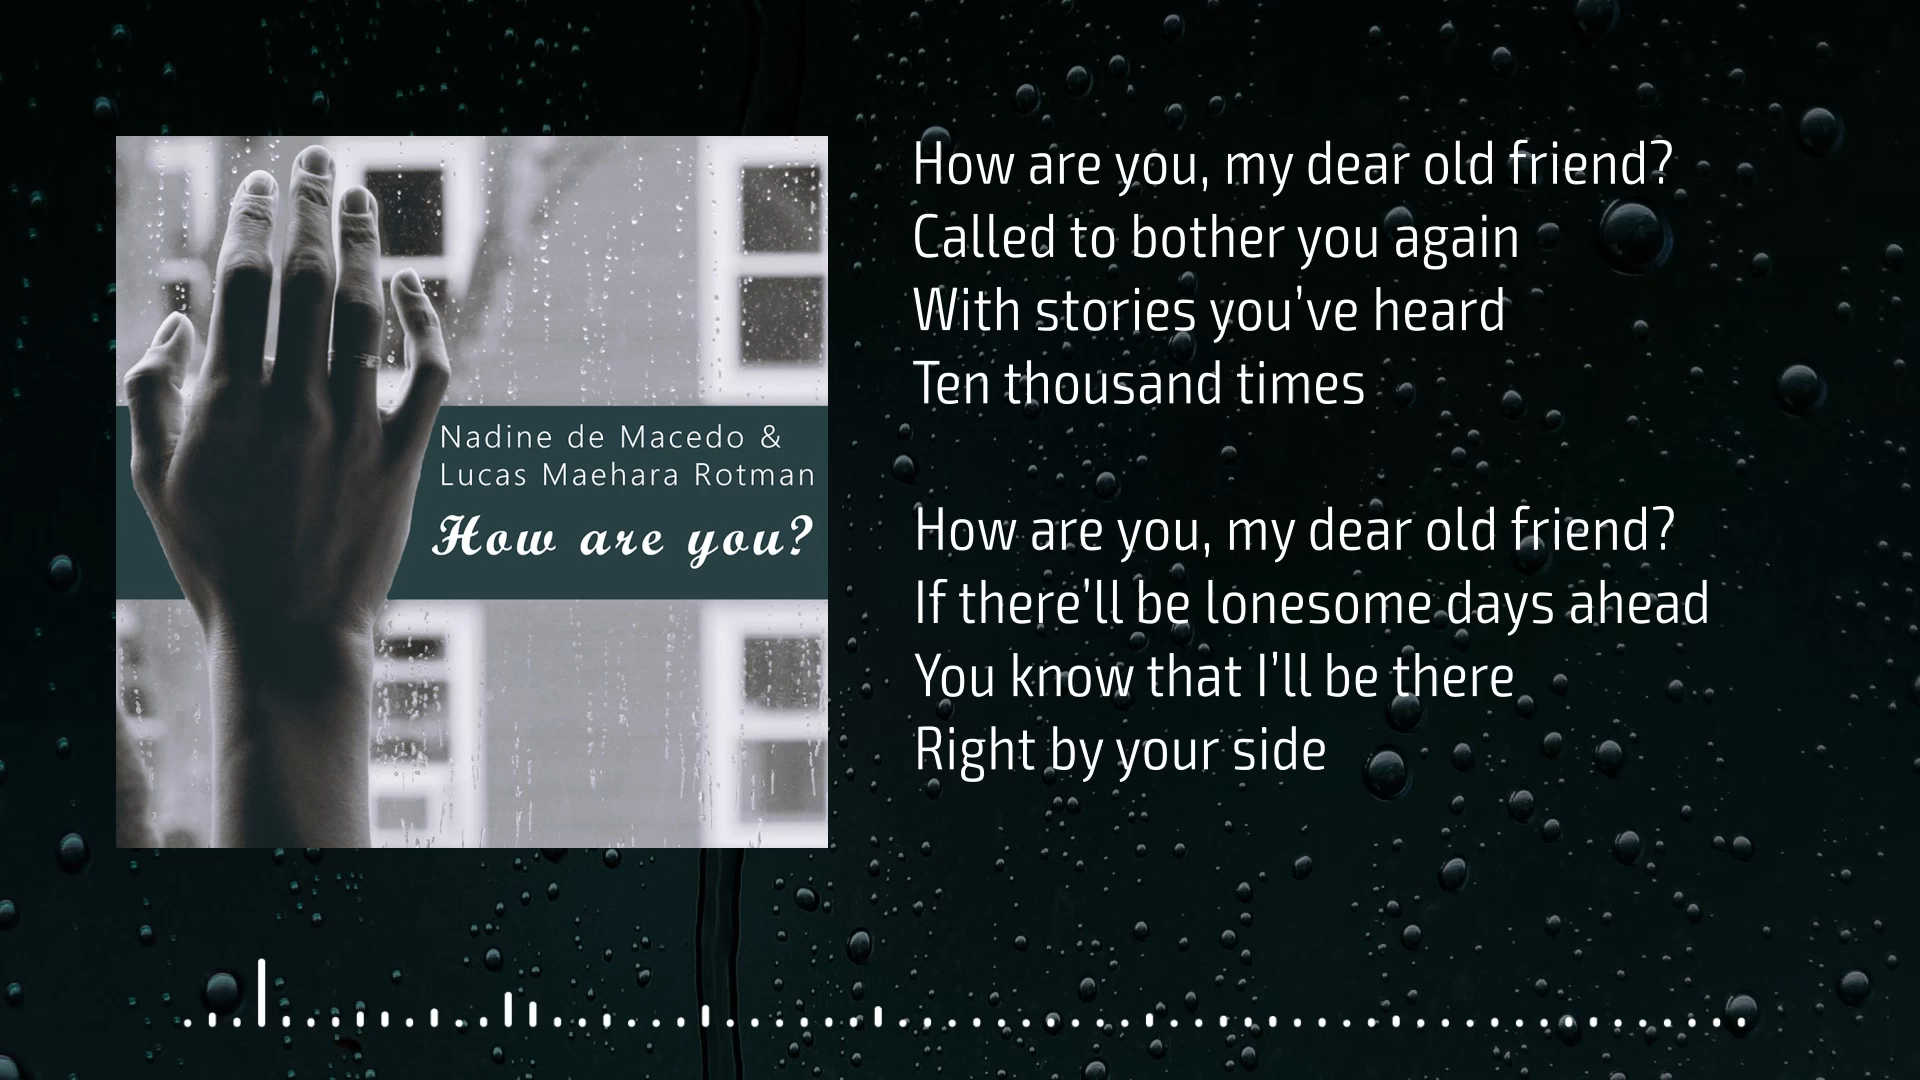 Nadine de Macedo &
Lucas Maehara Rotman
How are you?
How are you, my dear old friend?
Called to bother you again
With stories you've heard
Ten thousand times
How are you, my dear old friend?
If there'll be lonesome days ahead
You know that I'll be there
Right by your side